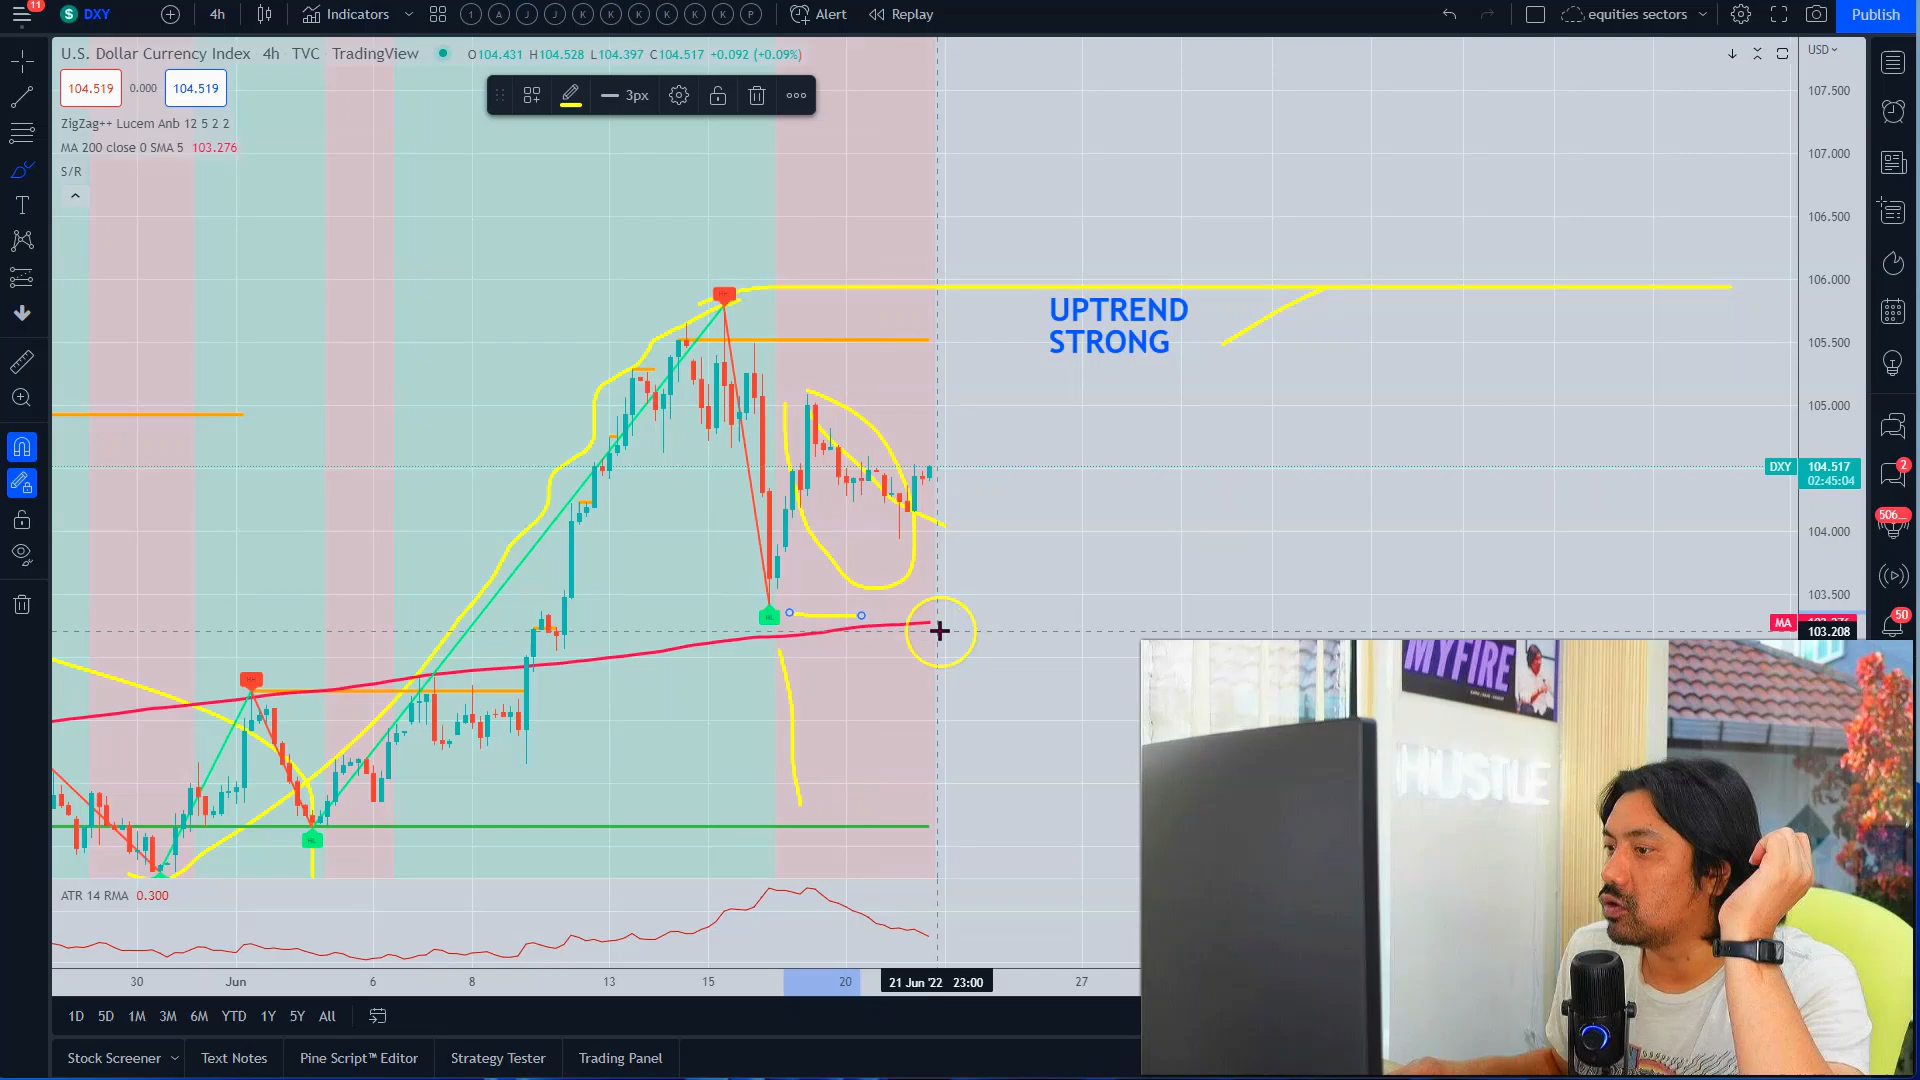 11
DXY
4h
Indicators
1
A
J
J
K
K
K
K
K
K
P
Alert
Replay
equities sectors
Publish
U.S. Dollar Currency Index 4h TVC TradingView
O104.431 H104.528 L104.397 C104.517 +0.092 (+0.09%)
USD
104.519
0.000
104.519
3px
ZigZag++ Lucem Anb 12 5 2 2
MA 200 close 0 SMA 5 103.276
S/R
107.500
107.000
106.500
106.000
105.500
105.000
DXY 104.517
02:45:04
104.000
103.500
MA
103.208
UPTREND
STRONG
2
506...
50
ATR 14 RMA 0.300
30
Jun
6
8
13
15
20
21 Jun '22 23:00
27
1D
5D
1M
3M
6M
YTD
1Y
5Y
All
Stock Screener
Text Notes
Pine Script™ Editor
Strategy Tester
Trading Panel
MYFIRE
HUSTLE